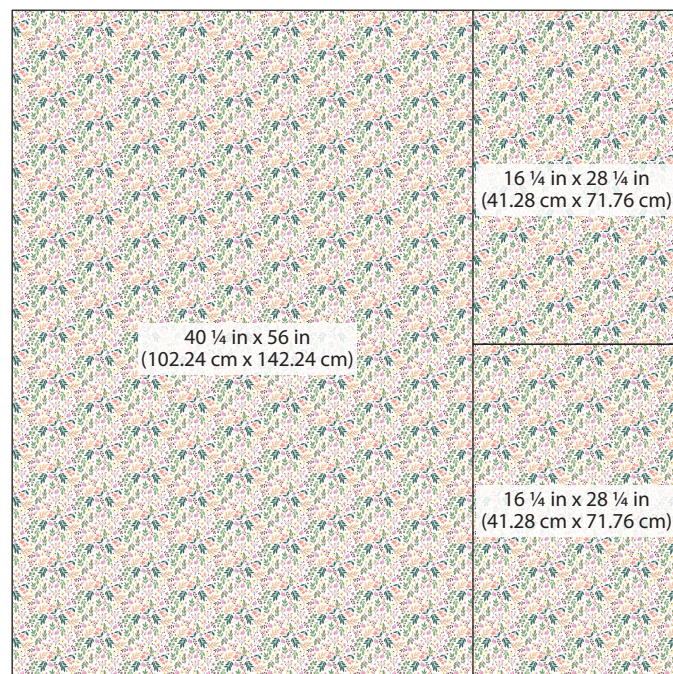 16 ¼ in x 28 ¼ in
(41.28 cm x 71.76 cm)
40 ¼ in x 56 in
(102.24 cm x 142.24 cm)
16 ¼ in x 28 ¼ in
(41.28 cm x 71.76 cm)